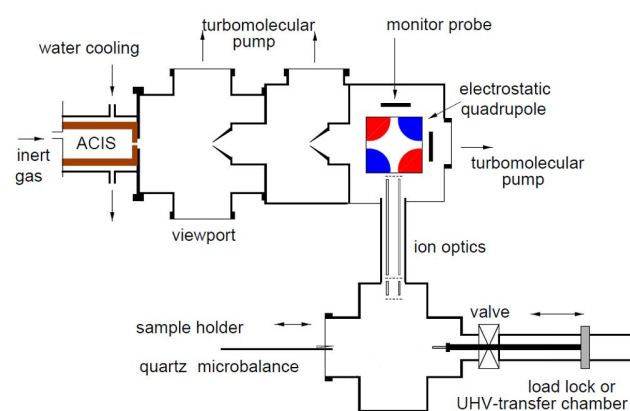 turbomolecular
pump
monitor probe
water cooling
electrostatic
quadrupole
ACIS
inert
gas
turbomolecular
pump
viewport
ion optics
valve
sample holder
quartz microbalance
load lock or
UHV-transfer chamber